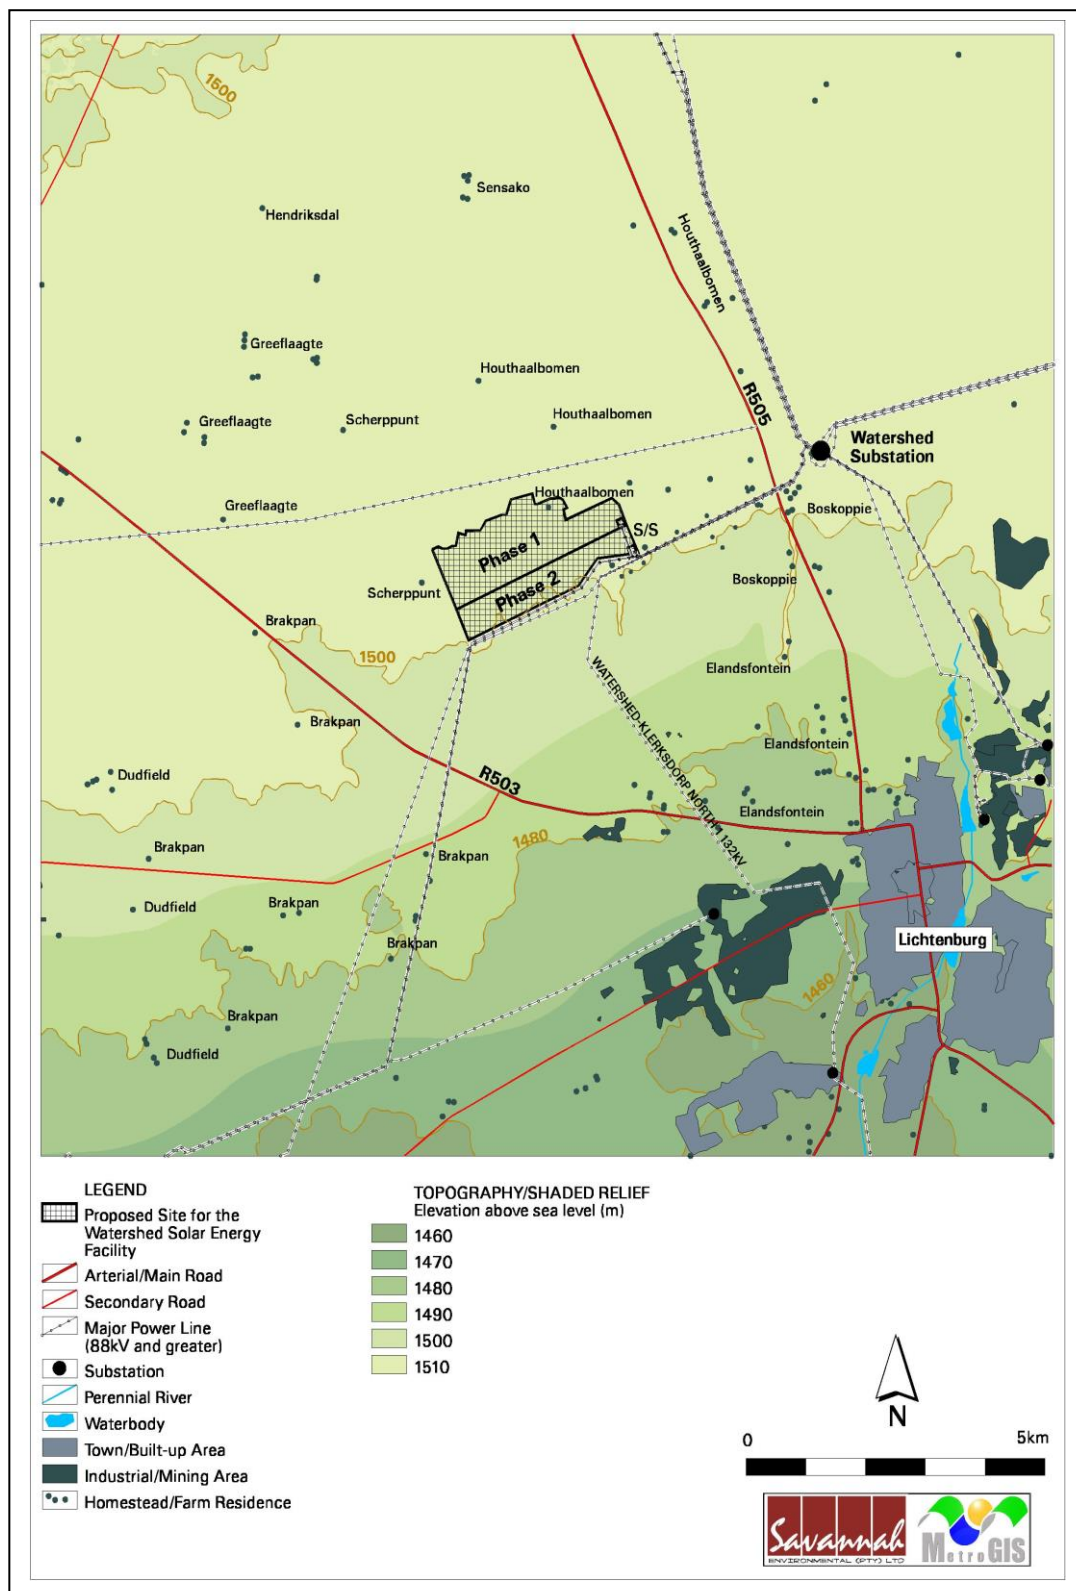 1500
Sensako
Hendriksdal
Houthaalbomen
Greeflaagte
Houthaalbomen
Greeflaagte
Scherppunt
Houthaalbomen
R505
Watershed
Substation
Greeflaagte
Houthaalbomen
Boskoppie
S/S
Phase 1
Phase 2
Scherppunt
Boskoppie
Brakpan
1500
Elandsfontein
WATERSHED-KLERKSDORP NORTH 1 132kV
Brakpan
Elandsfontein
Dudfield
R503
Elandsfontein
1480
Brakpan
Brakpan
Dudfield
Brakpan
Brakpan
Lichtenburg
1460
Brakpan
Dudfield
LEGEND
Proposed Site for the
Watershed Solar Energy
Facility
Arterial/Main Road
Secondary Road
Major Power Line
(88kV and greater)
Substation
Perennial River
Waterbody
Town/Built-up Area
Industrial/Mining Area
Homestead/Farm Residence
TOPOGRAPHY/SHADED RELIEF
Elevation above sea level (m)
1460
1470
1480
1490
1500
1510
N
0 5km
Savannah
ENVIRONMENTAL (PTY) LTD
MetroGIS